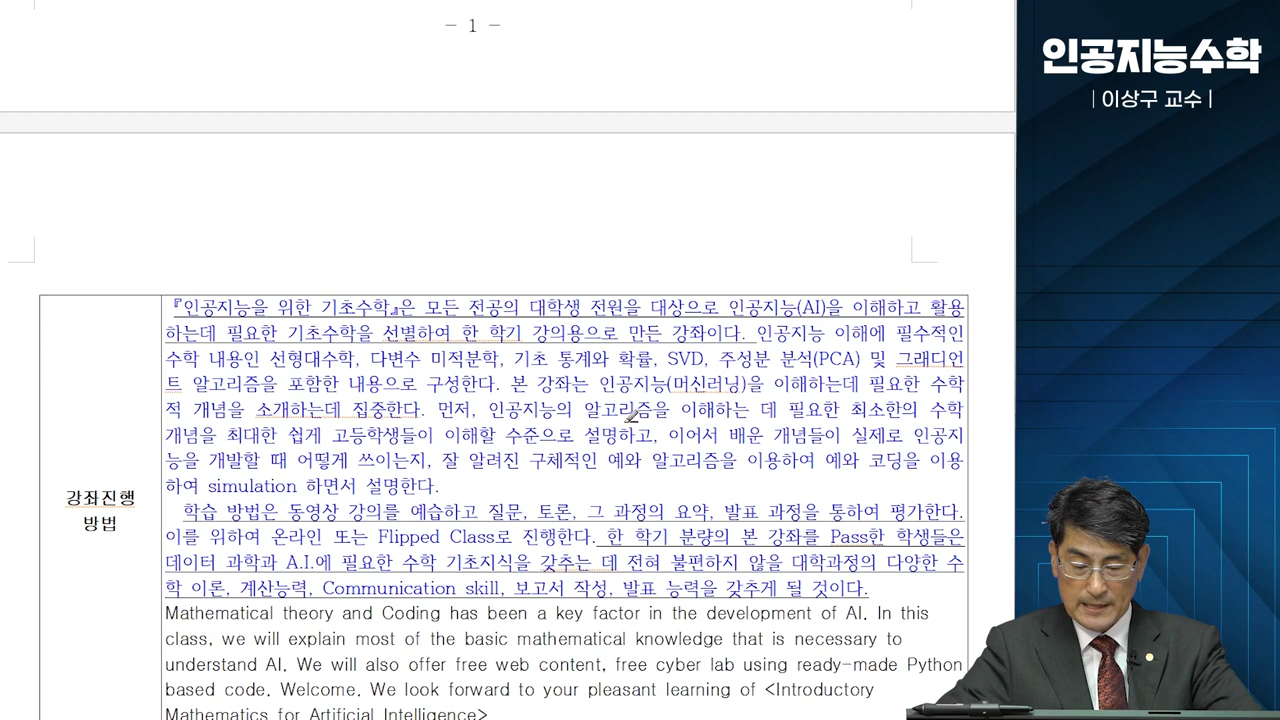 - 1 -
인공지능수학
| 이상구 교수 |
『인공지능을 위한 기초수학』은 모든 전공의 대학생 전원을 대상으로 인공지능(AI)을 이해하고 활용
하는데 필요한 기초수학을 선별하여 한 학기 강의용으로 만든 강좌이다. 인공지능 이해에 필수적인
수학 내용인 선형대수학, 다변수 미적분학, 기초 통계와 확률, SVD, 주성분 분석(PCA) 및 그래디언
트 알고리즘을 포함한 내용으로 구성한다. 본 강좌는 인공지능(머신러닝)을 이해하는데 필요한 수학
적 개념을 소개하는데 집중한다. 먼저, 인공지능의 알고리즘을 이해하는 데 필요한 최소한의 수학
개념을 최대한 쉽게 고등학생들이 이해할 수준으로 설명하고, 이어서 배운 개념들이 실제로 인공지
능을 개발할 때 어떻게 쓰이는지, 잘 알려진 구체적인 예와 알고리즘을 이용하여 예와 코딩을 이용
하여 simulation 하면서 설명한다.
강좌진행
방법
학습 방법은 동영상 강의를 예습하고 질문, 토론, 그 과정의 요약, 발표 과정을 통하여 평가한다.
이를 위하여 온라인 또는 Flipped Class로 진행한다. 한 학기 분량의 본 강좌를 Pass한 학생들은
데이터 과학과 A.I.에 필요한 수학 기초지식을 갖추는 데 전혀 불편하지 않을 대학과정의 다양한 수
학 이론, 계산능력, Communication skill, 보고서 작성, 발표 능력을 갖추게 될 것이다.
Mathematical theory and Coding has been a key factor in the development of AI. In this
class, we will explain most of the basic mathematical knowledge that is necessary to
understand AI. We will also offer free web content, free cyber lab using ready-made Python
based code. Welcome. We look forward to your pleasant learning of <Introductory
Mathematics for Artificial Intelligence>